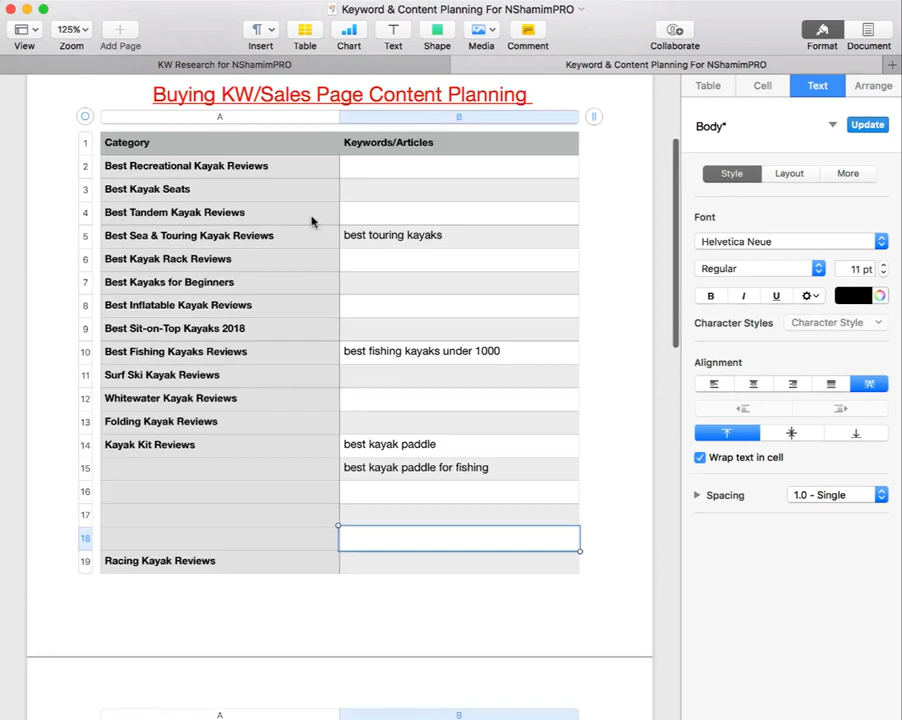 Keyword & Content Planning For NShamimPRO
125%
View
Zoom
Add Page
Insert
Table
Chart
Text
Shape
Media
Comment
Collaborate
Format
Document
KW Research for NShamimPRO
Keyword & Content Planning For NShamimPRO
Buying KW/Sales Page Content Planning
A B
1 Category Keywords/Articles
2 Best Recreational Kayak Reviews
3 Best Kayak Seats
4 Best Tandem Kayak Reviews
5 Best Sea & Touring Kayak Reviews best touring kayaks
6 Best Kayak Rack Reviews
7 Best Kayaks for Beginners
8 Best Inflatable Kayak Reviews
9 Best Sit-on-Top Kayaks 2018
10 Best Fishing Kayaks Reviews best fishing kayaks under 1000
11 Surf Ski Kayak Reviews
12 Whitewater Kayak Reviews
13 Folding Kayak Reviews
14 Kayak Kit Reviews best kayak paddle
15 best kayak paddle for fishing
16
17
18
19 Racing Kayak Reviews
A B
Table Cell Text Arrange
Body*
Update
Style Layout More
Font
Helvetica Neue
Regular
11 pt
B I U
Character Styles
Character Style
Alignment
Wrap text in cell
Spacing
1.0 - Single